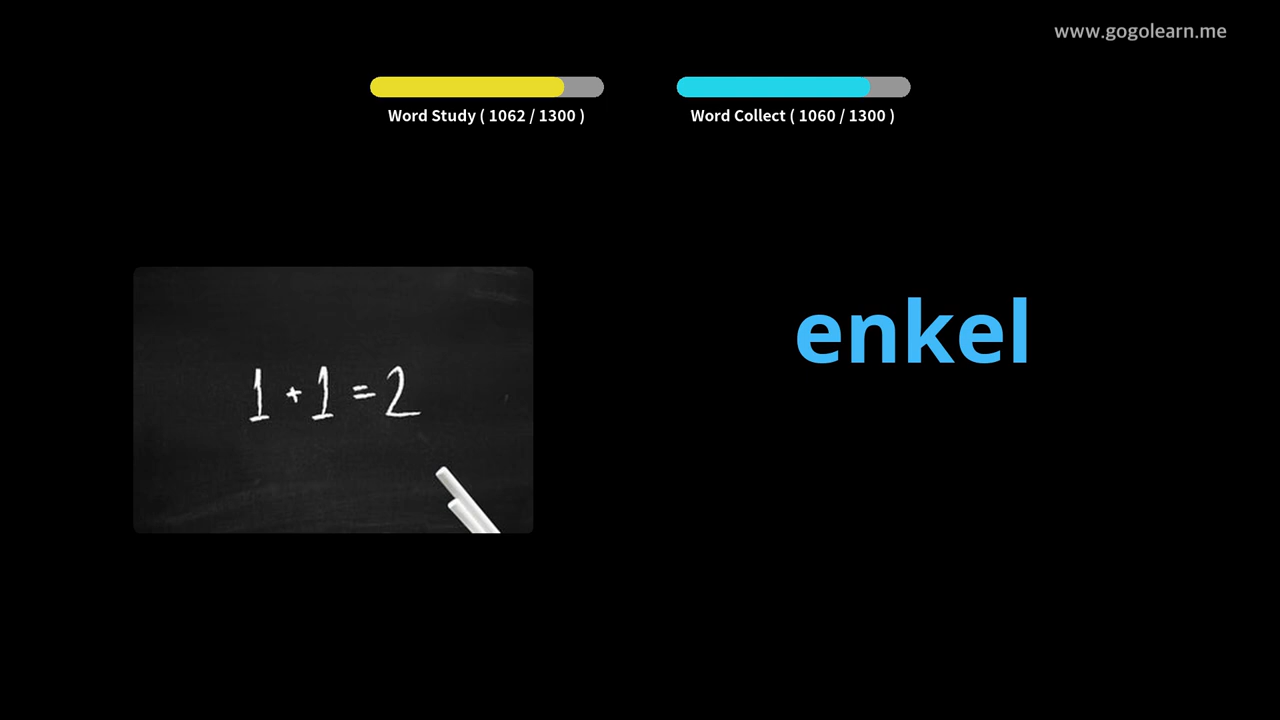 www.gogolearn.me
Word Study ( 1062 / 1300 )
Word Collect ( 1060 / 1300 )
enkel
1 + 1 = 2